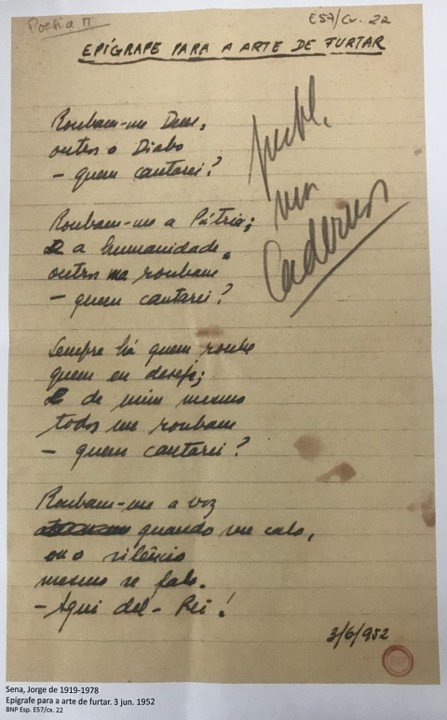 Poesia II
E57/Cx. 22
EPÍGRAFE PARA A ARTE DE FURTAR
Roubam-me Deus,
outros o Diabo
– quem cantarei?
publ.
nos
Cadernos
Roubam-me a Pátria;
e a Humanidade,
outros ma roubam
– quem cantarei?
Sempre há quem roube
quem eu deseje;
e de mim mesmo
todos me roubam
– quem cantarei?
Roubam-me a voz
quando me calo,
ou o silêncio
mesmo se falo.
– Aqui del-Rei!
3/6/952
Sena, Jorge de 1919-1978
Epígrafe para a arte de furtar. 3 jun. 1952
BNP Esp. E57/cx. 22